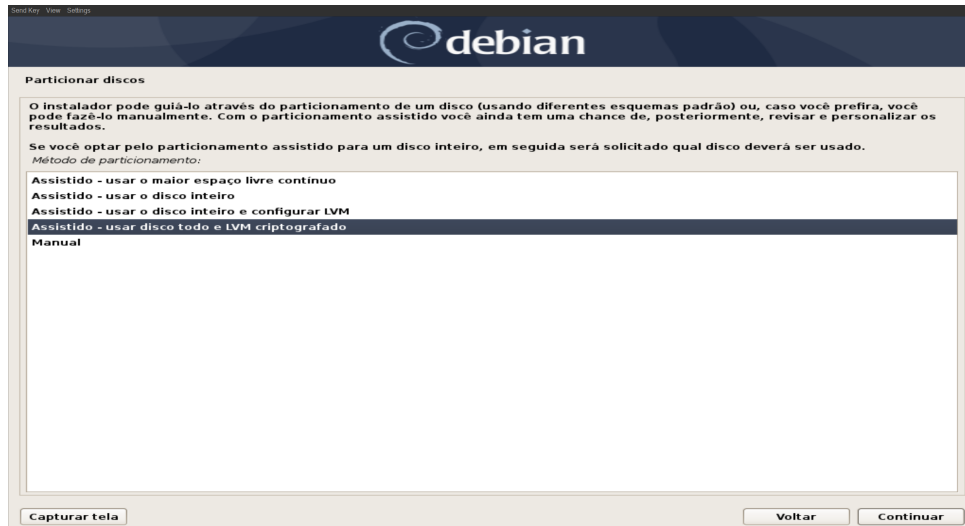 Send Key View Settings
debian
Particionar discos
O instalador pode guiá-lo através do particionamento de um disco (usando diferentes esquemas padrão) ou, caso você prefira, você
pode fazê-lo manualmente. Com o particionamento assistido você ainda tem uma chance de, posteriormente, revisar e personalizar os
resultados.
Se você optar pelo particionamento assistido para um disco inteiro, em seguida será solicitado qual disco deverá ser usado.
Método de particionamento:
Assistido - usar o maior espaço livre contínuo
Assistido - usar o disco inteiro
Assistido - usar o disco inteiro e configurar LVM
Assistido - usar disco todo e LVM criptografado
Manual
Capturar tela
Voltar
Continuar